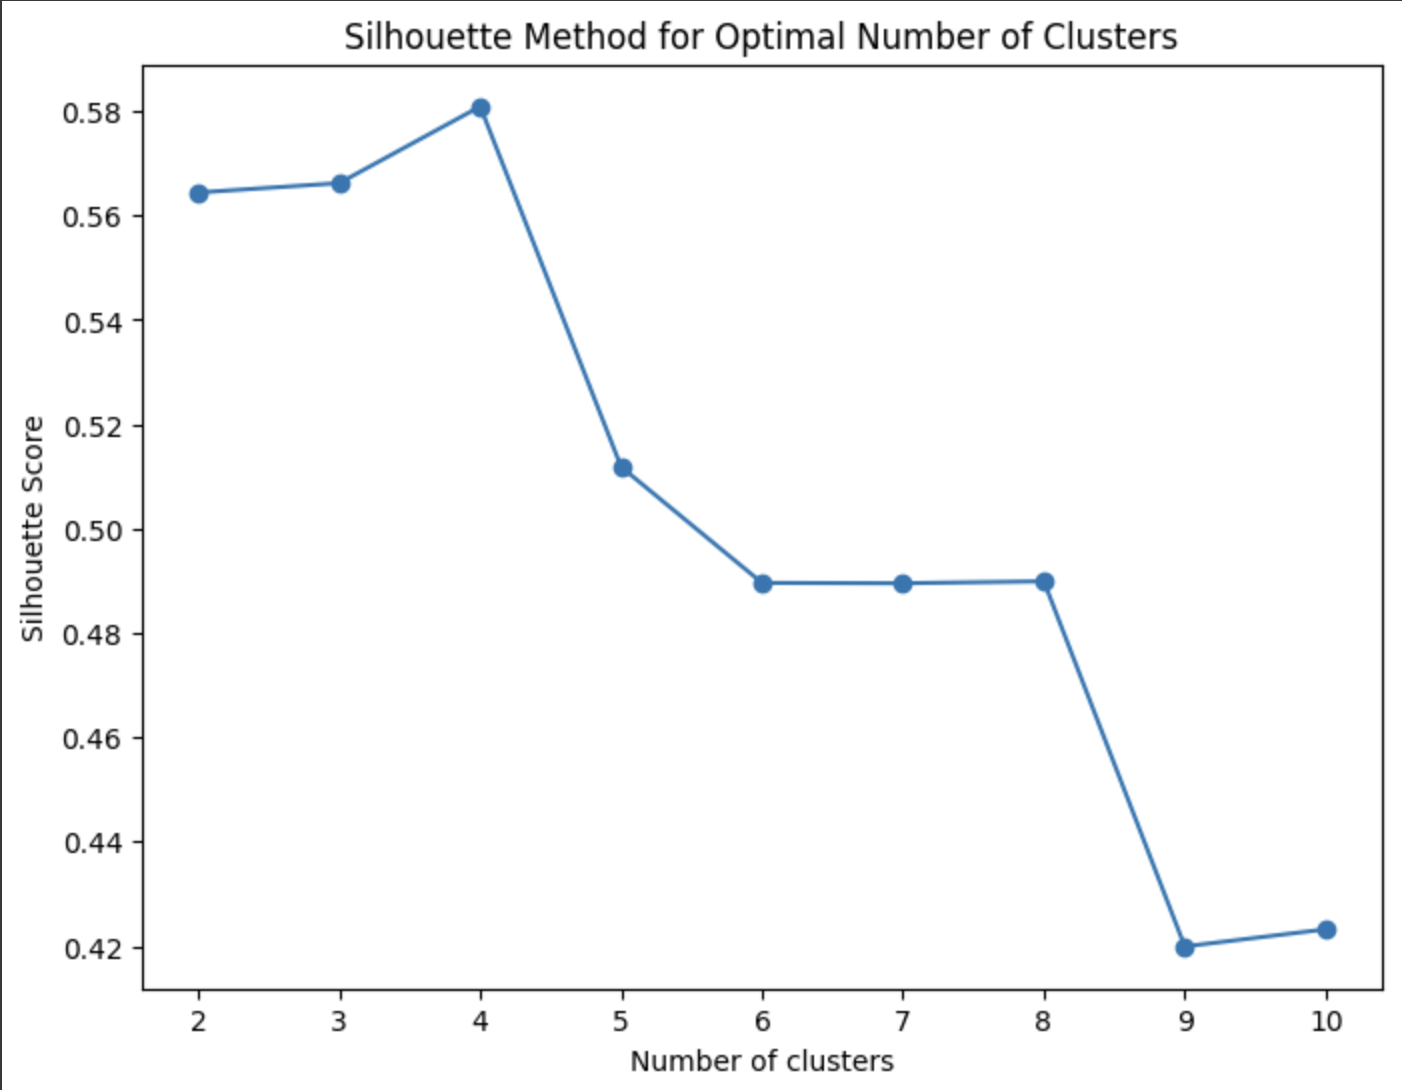 Silhouette Method for Optimal Number of Clusters
0.58
0.56
0.54
0.52
0.50
0.48
0.46
0.44
0.42
Silhouette Score
2 3 4 5 6 7 8 9 10
Number of clusters